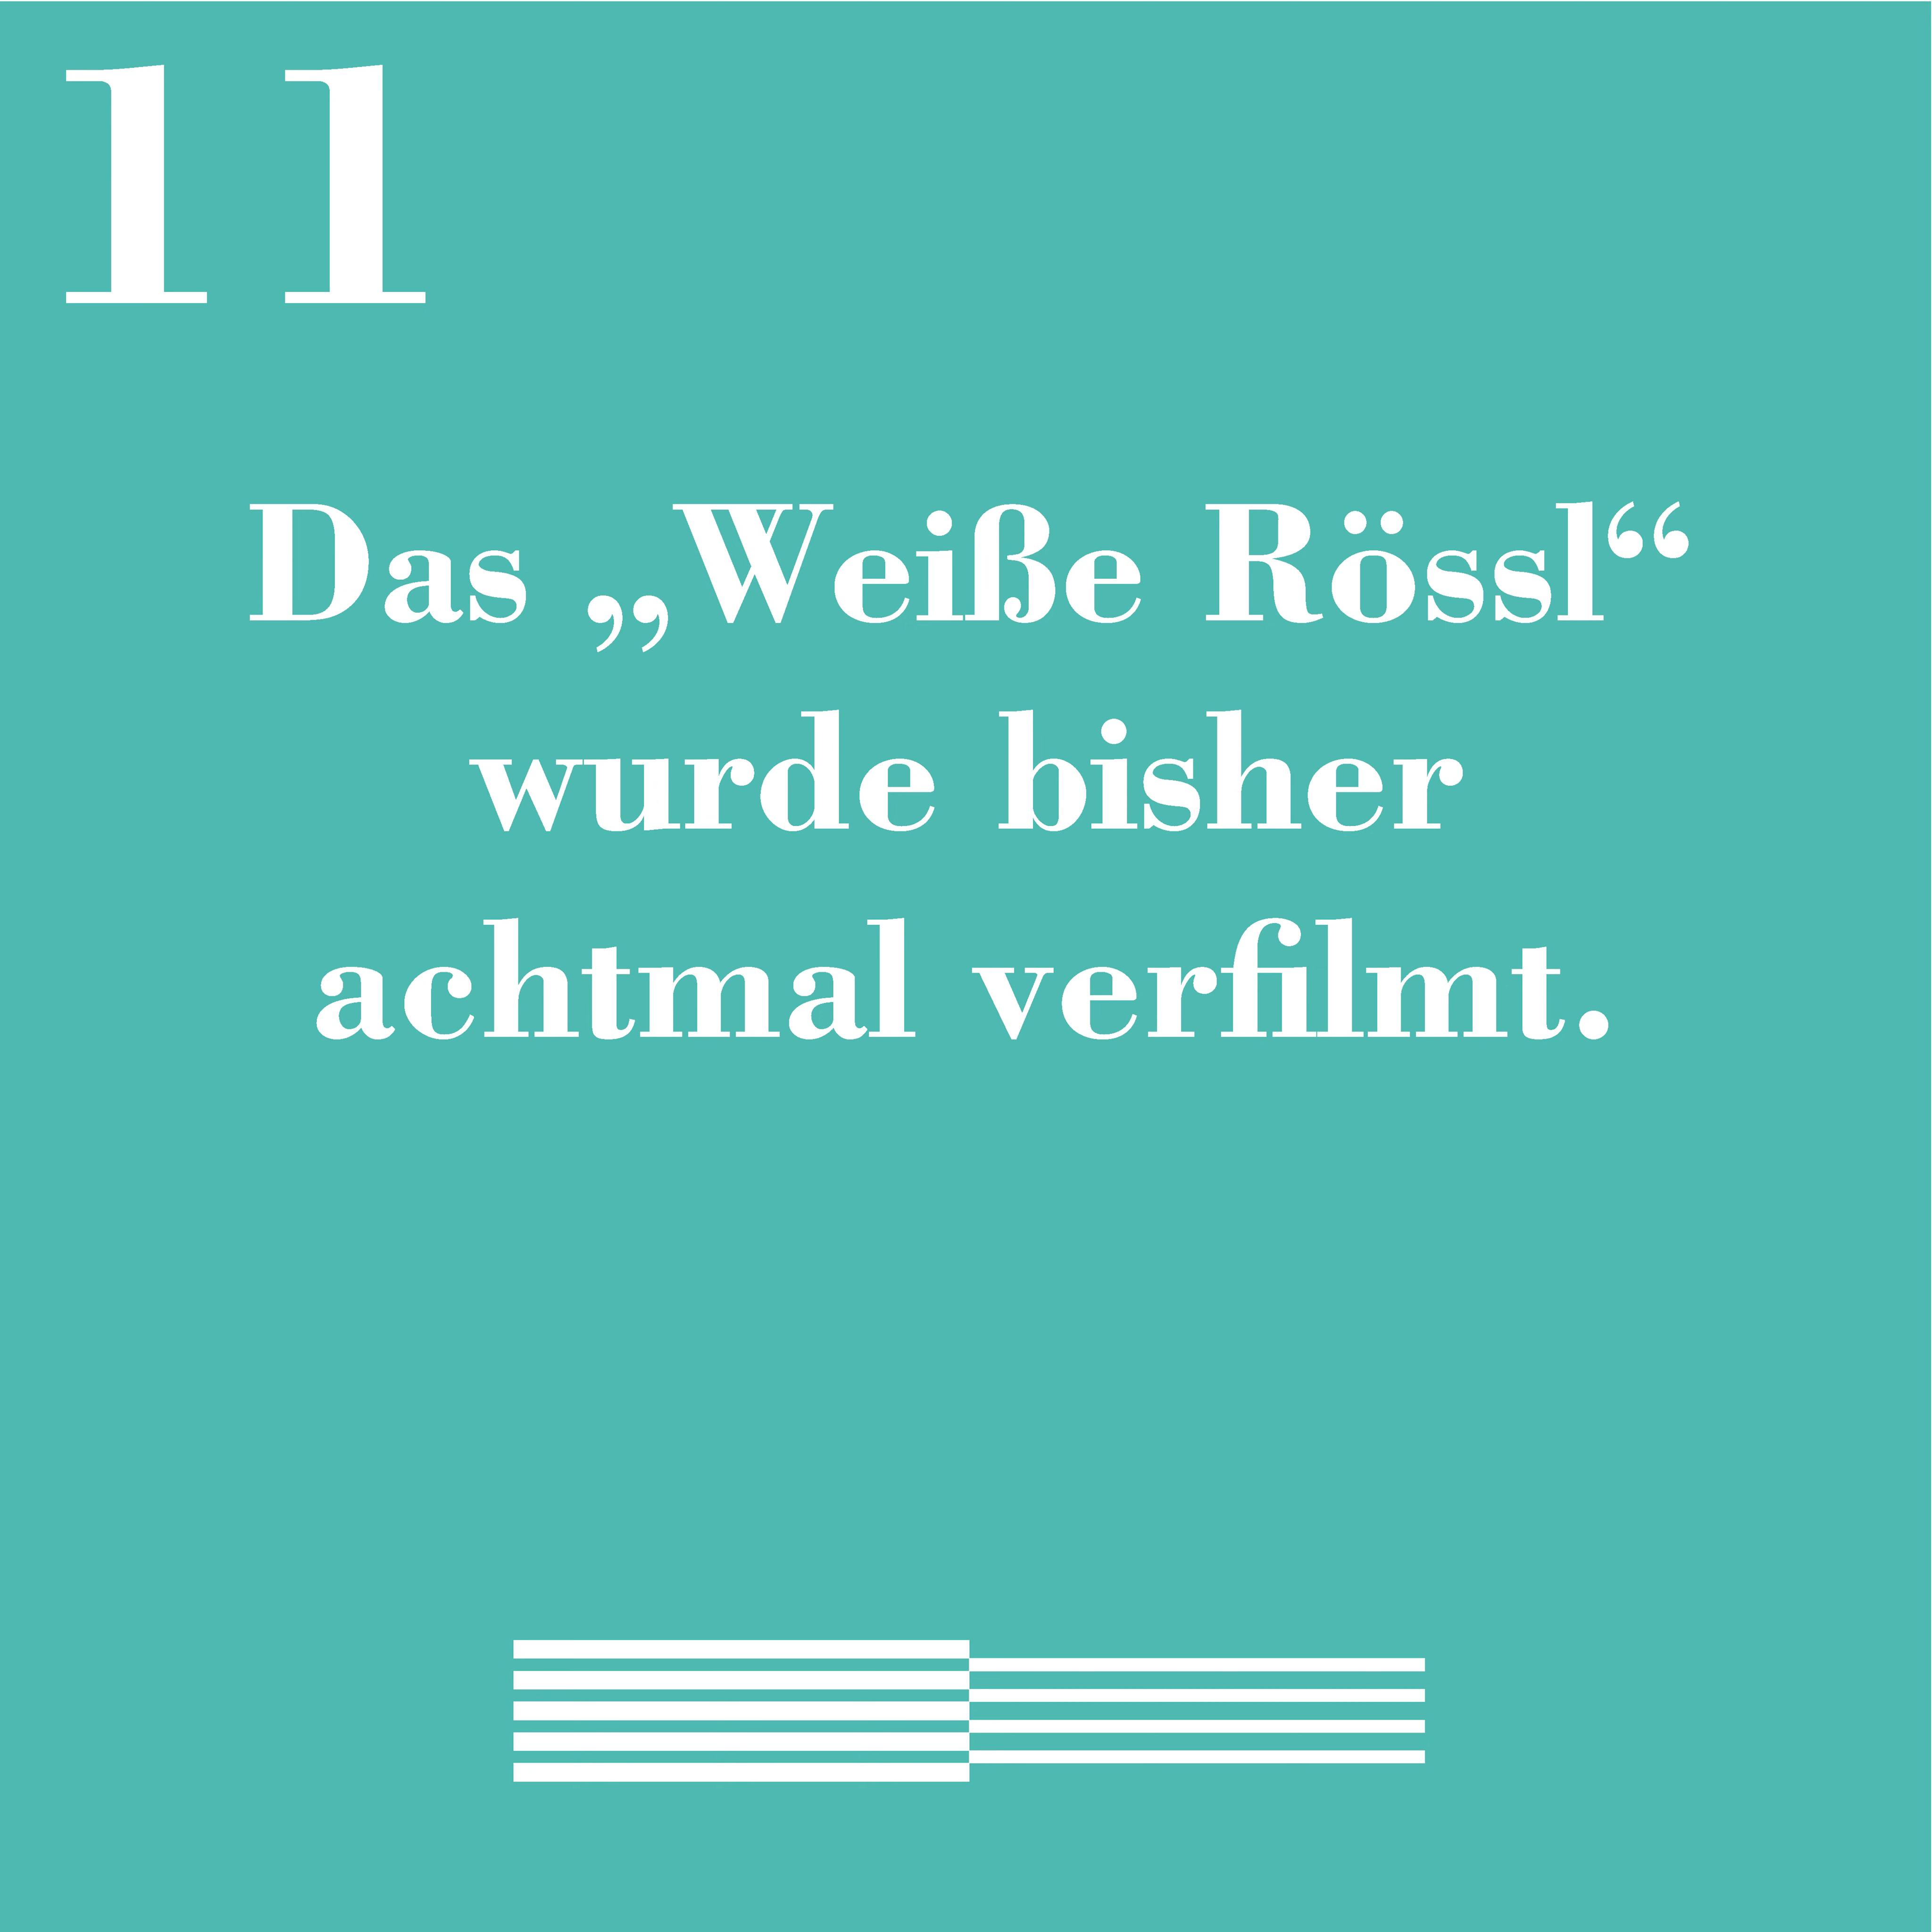 11
Das „Weiße Rössl“
wurde bisher
achtmal verfilmt.